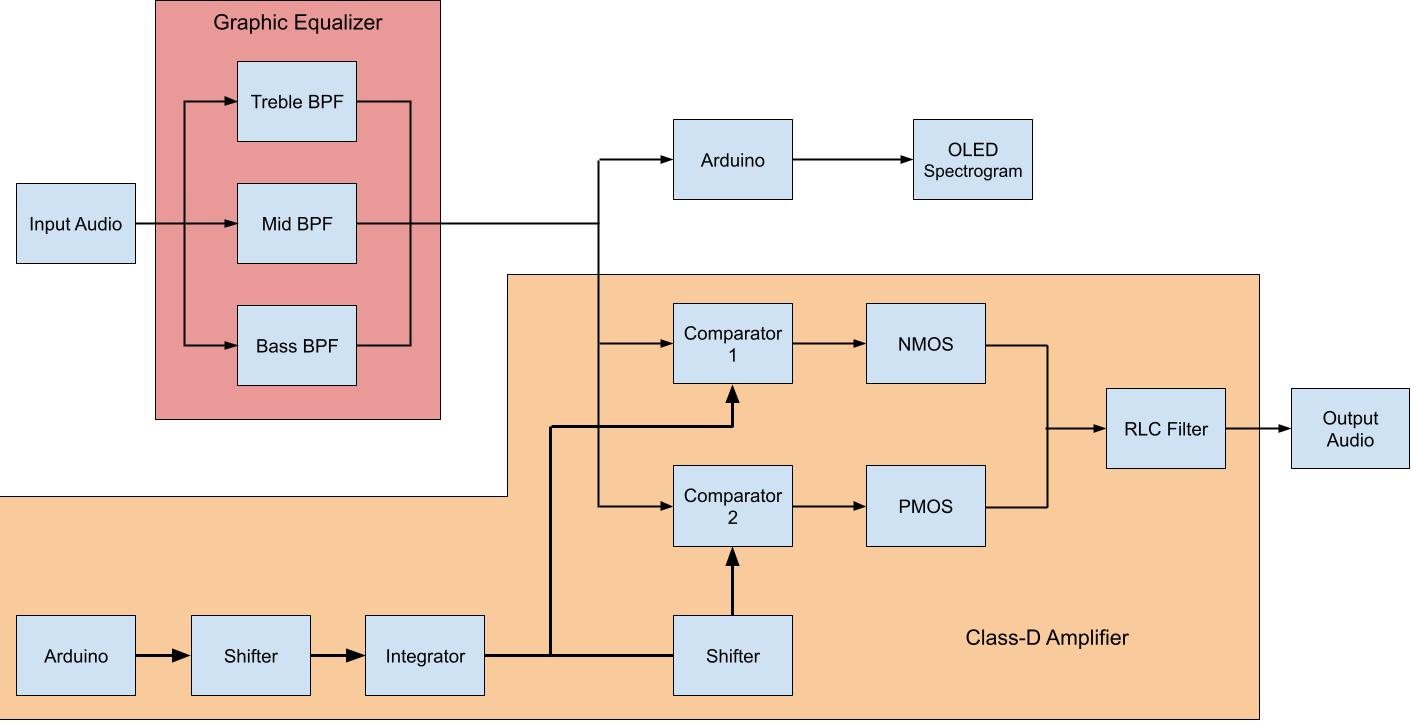 Graphic Equalizer
Treble BPF
Input Audio
Mid BPF
Bass BPF
Arduino
OLED
Spectrogram
Comparator
1
NMOS
Comparator
2
PMOS
RLC Filter
Output
Audio
Arduino
Shifter
Integrator
Shifter
Class-D Amplifier